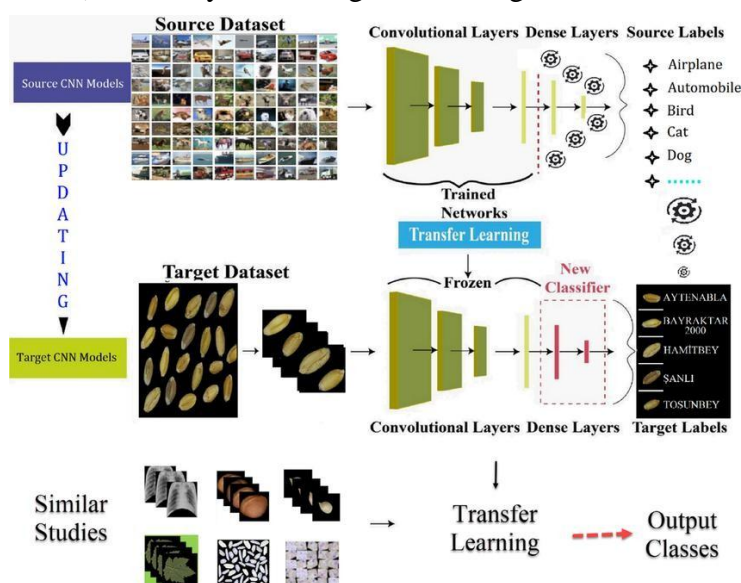 Source Dataset
Convolutional Layers Dense Layers Source Labels
Source CNN Models
Airplane
Automobile
Bird
Cat
Dog
......
UPDATING
Trained
Networks
Transfer Learning
Target Dataset
Frozen
New
Classifier
Target CNN Models
AYTENABLA
BAYRAKTAR
2000
HAMİTBEY
ŞANLI
TOSUNBEY
Convolutional Layers Dense Layers Target Labels
Similar
Studies
Transfer
Learning
Output
Classes